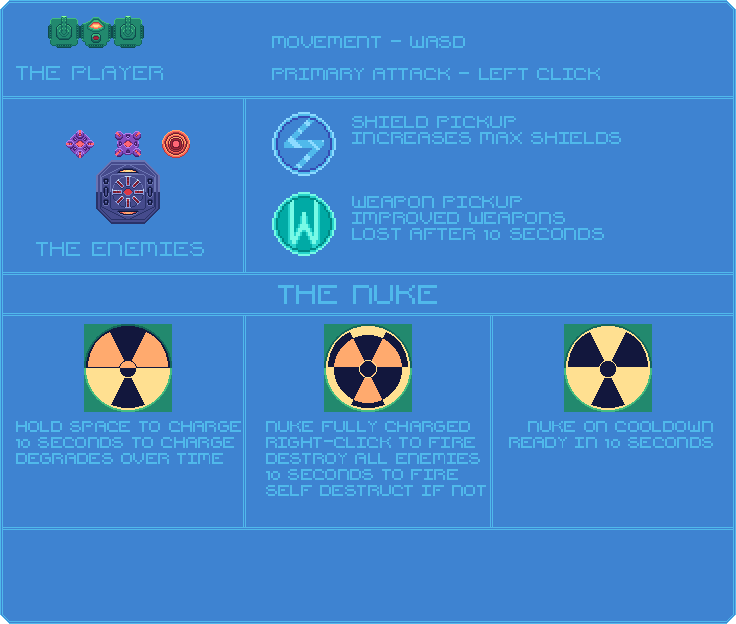 MOVEMENT - WASD
THE PLAYER
PRIMARY ATTACK - LEFT CLICK
THE ENEMIES
SHIELD PICKUP
INCREASES MAX SHIELDS
W
WEAPON PICKUP
IMPROVED WEAPONS
LOST AFTER 10 SECONDS
THE NUKE
HOLD SPACE TO CHARGE
10 SECONDS TO CHARGE
DEGRADES OVER TIME
NUKE FULLY CHARGED
RIGHT-CLICK TO FIRE
DESTROY ALL ENEMIES
10 SECONDS TO FIRE
SELF DESTRUCT IF NOT
NUKE ON COOLDOWN
READY IN 10 SECONDS